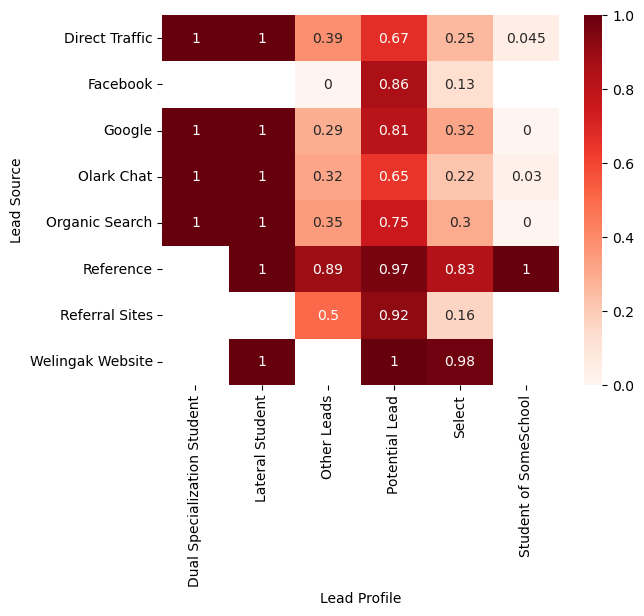 Direct Traffic 1 1 0.39 0.67 0.25 0.045
Facebook 0 0.86 0.13
Google 1 1 0.29 0.81 0.32 0
Olark Chat 1 1 0.32 0.65 0.22 0.03
Organic Search 1 1 0.35 0.75 0.3 0
Reference 1 0.89 0.97 0.83 1
Referral Sites 0.5 0.92 0.16
Welingak Website 1 1 0.98
Lead Source
Dual Specialization Student
Lateral Student
Other Leads
Potential Lead
Select
Student of SomeSchool
Lead Profile
1.0
0.8
0.6
0.4
0.2
0.0